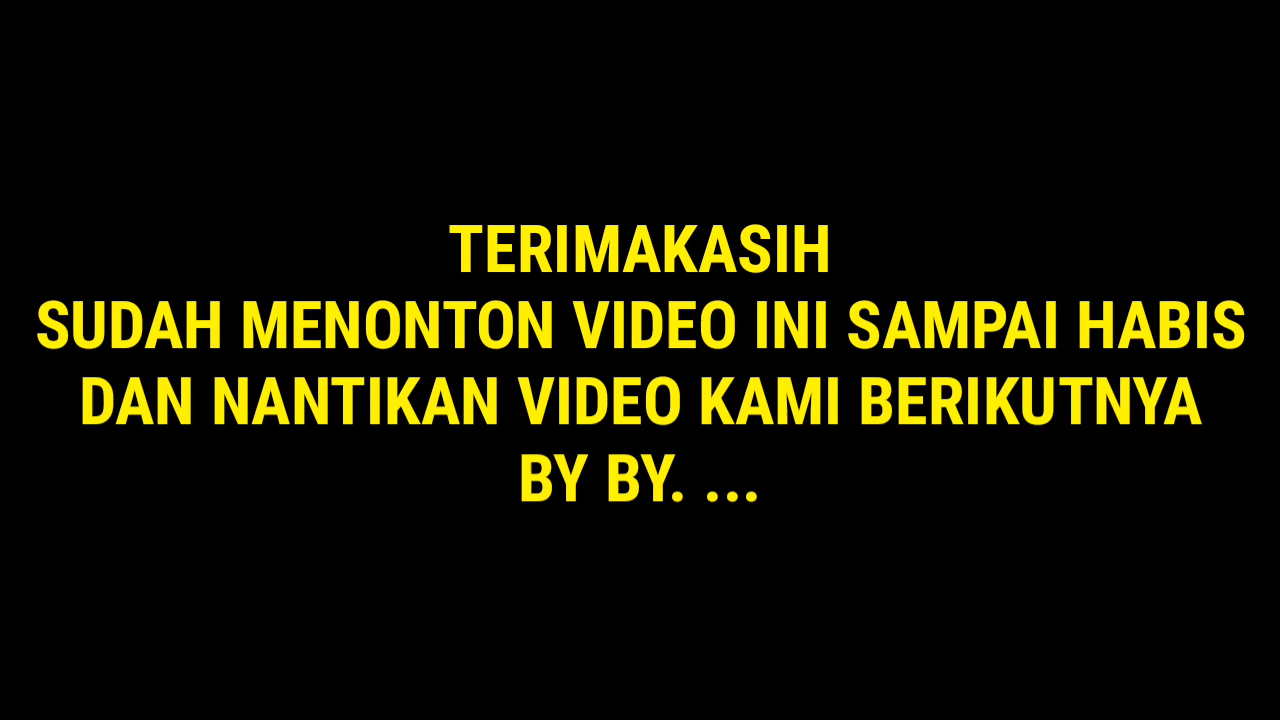 TERIMAKASIH
SUDAH MENONTON VIDEO INI SAMPAI HABIS
DAN NANTIKAN VIDEO KAMI BERIKUTNYA
BY BY. ...